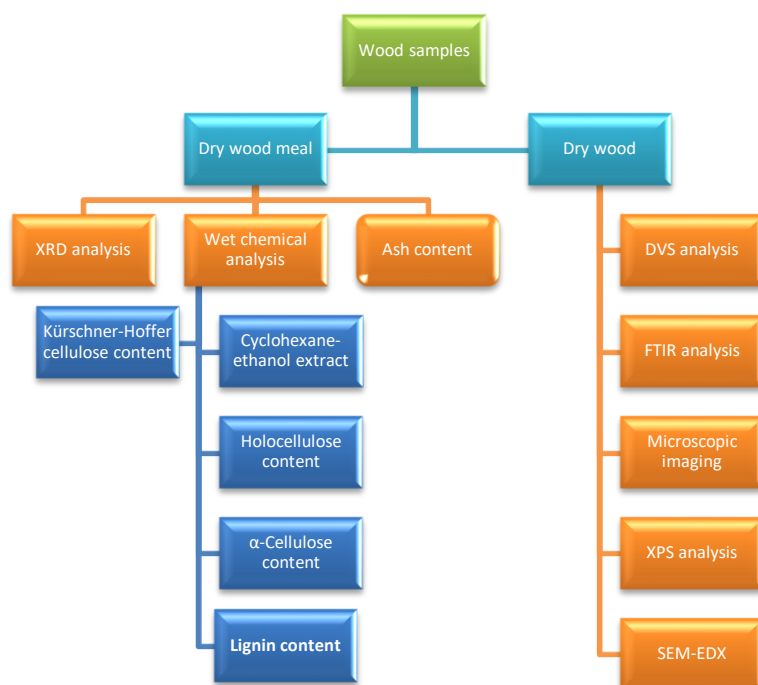 Wood samples
Dry wood meal
Dry wood
XRD analysis
Wet chemical
analysis
Ash content
DVS analysis
Kürschner-Hoffer
cellulose content
Cyclohexane-
ethanol extract
FTIR analysis
Holocellulose
content
Microscopic
imaging
α-Cellulose
content
XPS analysis
Lignin content
SEM-EDX